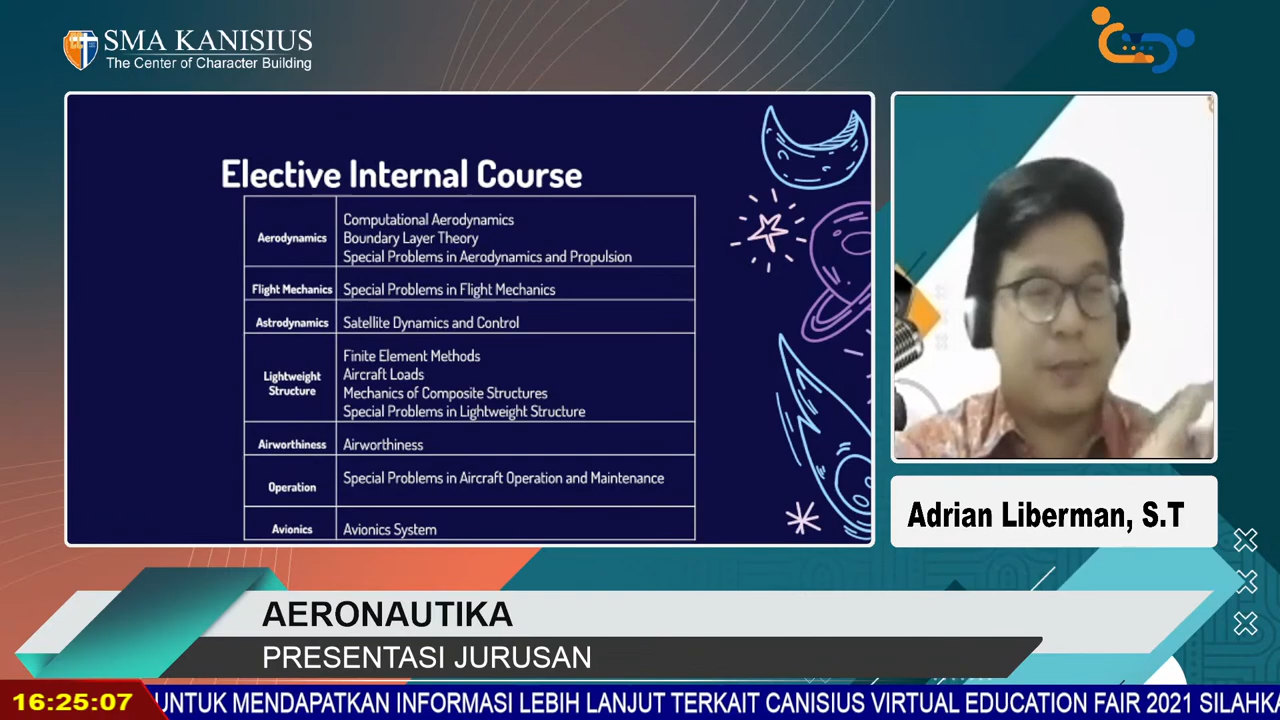 SMA KANISIUS
The Center of Character Building
Elective Internal Course
Aerodynamics
Computational Aerodynamics
Boundary Layer Theory
Special Problems in Aerodynamics and Propulsion
Flight Mechanics
Special Problems in Flight Mechanics
Astrodynamics
Satellite Dynamics and Control
Lightweight
Structure
Finite Element Methods
Aircraft Loads
Mechanics of Composite Structures
Special Problems in Lightweight Structure
Airworthiness
Airworthiness
Operation
Special Problems in Aircraft Operation and Maintenance
Avionics
Avionics System
Adrian Liberman, S.T
AERONAUTIKA
PRESENTASI JURUSAN
16:25:07
UNTUK MENDAPATKAN INFORMASI LEBIH LANJUT TERKAIT CANISIUS VIRTUAL EDUCATION FAIR 2021 SILAHKA